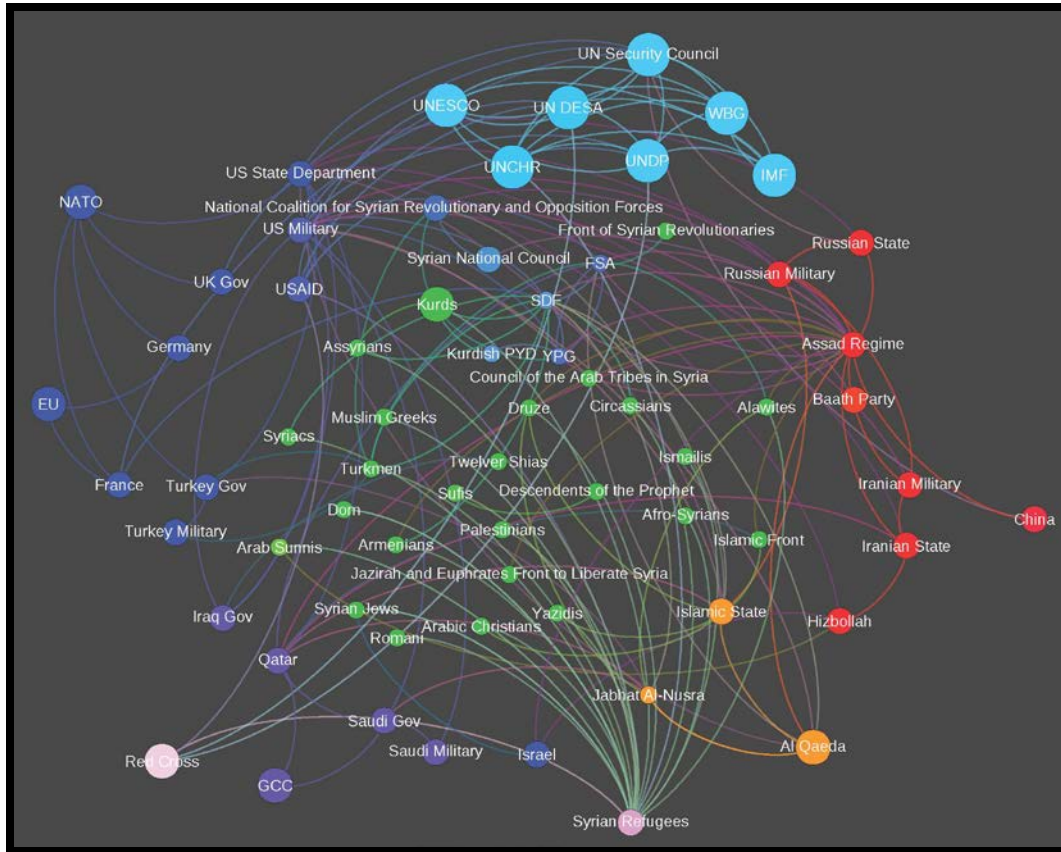 UN Security Council
UNESCO
UN DESA
WBG
UNCHR
UNDP
IMF
US State Department
NATO
National Coalition for Syrian Revolutionary and Opposition Forces
US Military
Front of Syrian Revolutionaries
Russian State
Syrian National Council
FSA
Russian Military
UK Gov
USAID
Kurds
SDF
Germany
Assyrians
Kurdish PYD
YPG
Assad Regime
Council of the Arab Tribes in Syria
EU
Muslim Greeks
Druze
Circassians
Alawites
Baath Party
Syriacs
Turkmen
Twelver Shias
Ismailis
France
Turkey Gov
Sufis
Descendents of the Prophet
Iranian Military
Dom
Afro-Syrians
China
Turkey Military
Palestinians
Arab Sunnis
Armenians
Islamic Front
Iranian State
Jazirah and Euphrates Front to Liberate Syria
Iraq Gov
Syrian Jews
Yazidis
Islamic State
Hizbollah
Romani
Arabic Christians
Qatar
Jabhat Al-Nusra
Saudi Gov
Saudi Military
Israel
Al Qaeda
Red Cross
GCC
Syrian Refugees